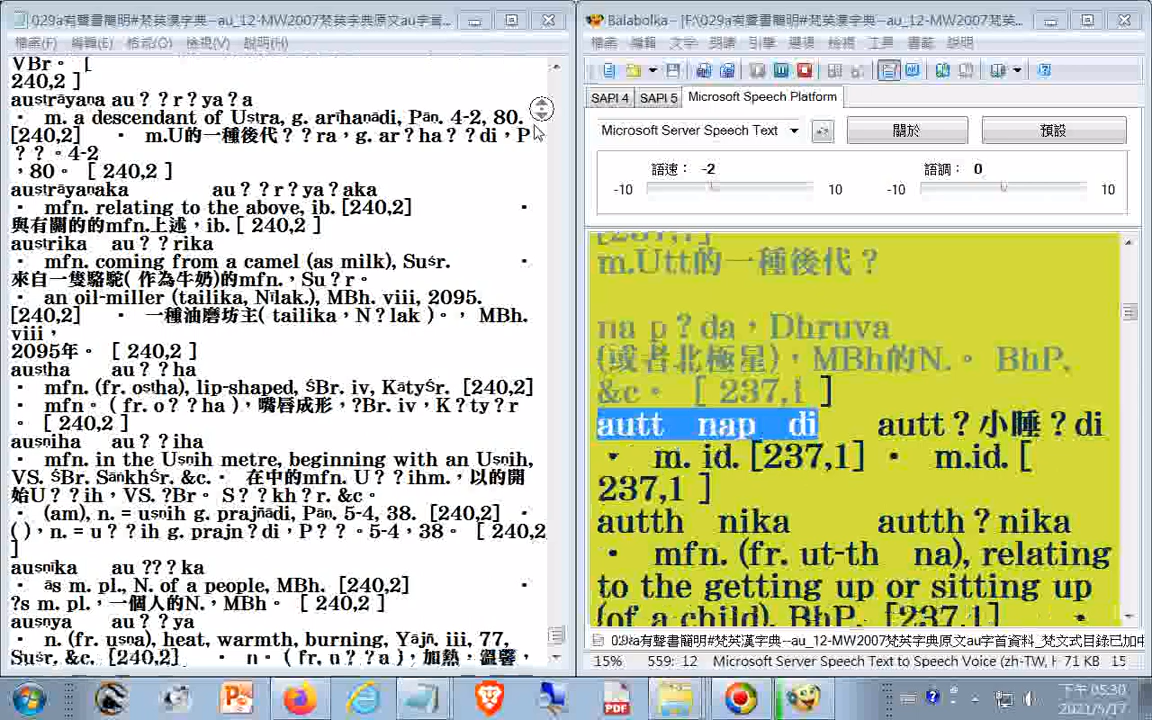 029a有聲書簡明#梵英漢字典--au_12-MW2007梵英字典原文au字首...
檔案(F) 編輯(E) 格式(O) 檢視(V) 說明(H)
VBr。 [
240,2 ]
austrāyana au？？r？ya？a
• m. a descendant of Ustra, g. arīhanādi, Pān. 4-2, 80.
[240,2] • m.U的一種後代？？ra，g. ar？ha？？di，P
？？。4-2
，80。 [ 240,2 ]
austrāyanaka au？？r？ya？aka
• mfn. relating to the above, ib. [240,2] •
與有關的的mfn.上述，ib. [ 240,2 ]
austrika au？？rika
• mfn. coming from a camel (as milk), Suśr.
來自一隻駱駝( 作為牛奶)的mfn.，Su？r。
• an oil-miller (tailika, Nīlak.), MBh. viii, 2095.
[240,2] • 一種油磨坊主( tailika，N？lak )。， MBh.
viii，
2095年。 [ 240,2 ]
austha au？？ha
• mfn. (fr. ostha), lip-shaped, ŚBr. iv, KātyŚr. [240,2]
• mfn。( fr. o？？ha )，嘴唇成形，?Br. iv，K？ty？r
。[ 240,2 ]
ausniha au？？iha
• mfn. in the Usnih metre, beginning with an Usnih,
VS. ŚBr. SānkhŚr. &c. • 在中的mfn. U？？ihm.，以的開
始U？？ih，VS. ?Br. S？？kh？r. &c。
• (am), n. = usnih g. prajñādi, Pān. 5-4, 38. [240,2]
( )，n. = u？？ih g. prajn？di，P？？。5-4，38。 [ 240,2
]
ausnīka au？？？ka
• ās m. pl., N. of a people, MBh. [240,2] •
?s m. pl.，一個人的N.，MBh。 [ 240,2 ]
ausnya au？？ya
• n. (fr. usna), heat, warmth, burning, Yājñ. iii, 77,
Suśr, &c. [240,2] • n。( fr. u？？a )，加熱，溫馨，
Balabolka - [F:\029a有聲書簡明#梵英漢字典--au_12-MW2007梵英...
檔案 編輯 文字 朗讀 引擎 選項 檢視 工具 書籤 說明
SAPI 4 SAPI 5 Microsoft Speech Platform
Microsoft Server Speech Text 關於 預設
語速： -2 語調： 0
-10 10 -10 10
[237,1]
m.Utt的一種後代？
na p？da，Dhruva
(或者北極星)，MBh的N.。 BhP.
&c。 [ 237,1 ]
autt nap di autt？小睡？di
• m. id. [237,1] • m.id. [
237,1 ]
autth nika autth？nika
• mfn. (fr. ut-th na), relating
to the getting up or sitting up
(of a child), BhP. [237,1] •
029a有聲書簡明#梵英漢字典--au_12-MW2007梵英字典原文au字首資料_梵文式目錄已加中
15% 559: 12 Microsoft Server Speech Text to Speech Voice (zh-TW, H 71 KB 15
下午 05:30
2021/5/17